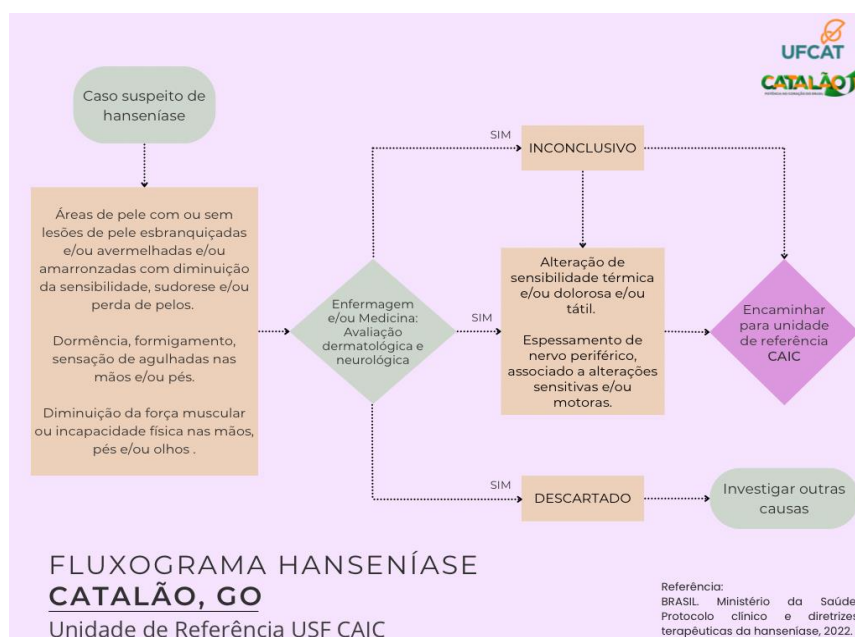 UFCAT
CATALÃO
Caso suspeito de
hanseníase
Áreas de pele com ou sem
lesões de pele esbranquiçadas
e/ou avermelhadas e/ou
amarronzadas com diminuição
da sensibilidade, sudorese e/ou
perda de pelos.
Dormência, formigamento,
sensação de agulhadas nas
mãos e/ou pés.
Diminuição da força muscular
ou incapacidade física nas mãos,
pés e/ou olhos .
Enfermagem
e/ou Medicina:
Avaliação
dermatológica e
neurológica
SIM
INCONCLUSIVO
SIM
Alteração de
sensibilidade térmica
e/ou dolorosa e/ou
tátil.
Espessamento de
nervo periférico,
associado a alterações
sensitivas e/ou
motoras.
Encaminhar
para unidade
de referência
CAIC
SIM
DESCARTADO
Investigar outras
causas
FLUXOGRAMA HANSENÍASE
CATALÃO, GO
Unidade de Referência USF CAIC
Referência:
BRASIL. Ministério da Saúde
Protocolo clínico e diretrizes
terapêuticas da hanseníase, 2022.